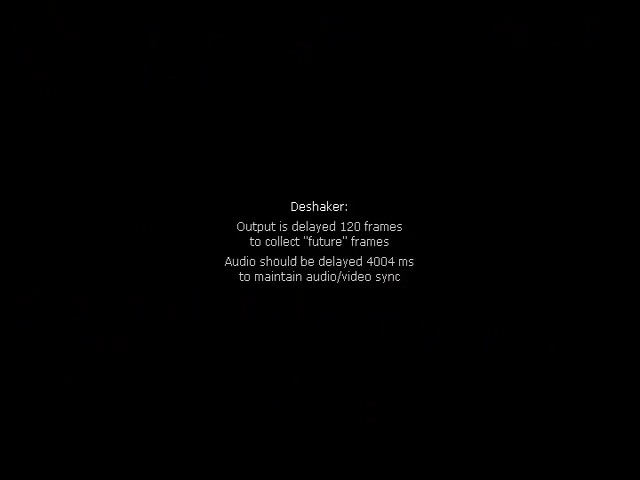 Deshaker:
Output is delayed 120 frames
to collect "future" frames
Audio should be delayed 4004 ms
to maintain audio/video sync